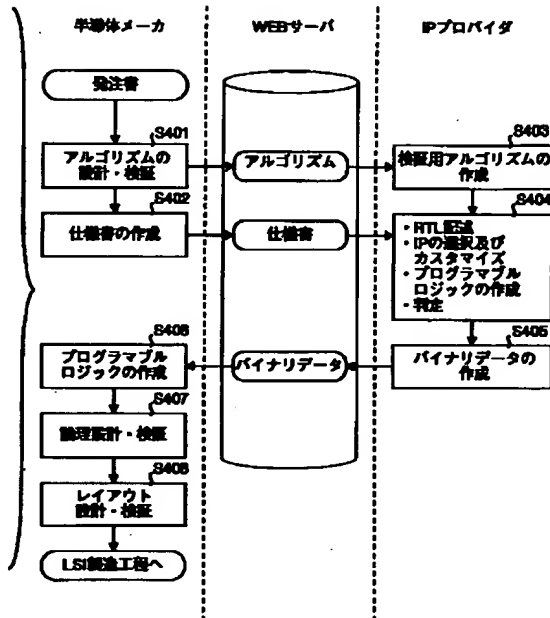 半導体メーカ
WEBサーバ
IPプロバイダ
発注書
S401
アルゴリズムの
設計・検証
アルゴリズム
S403
検証用アルゴリズムの
作成
S402
仕様書の作成
仕様書
S404
・RTL記述
・IPの選択及び
カスタマイズ
・プログラマブル
ロジックの作成
・判定
S405
バイナリデータの
作成
バイナリデータ
S406
プログラマブル
ロジックの作成
S407
論理設計・検証
S408
レイアウト
設計・検証
LSI製造工程へ